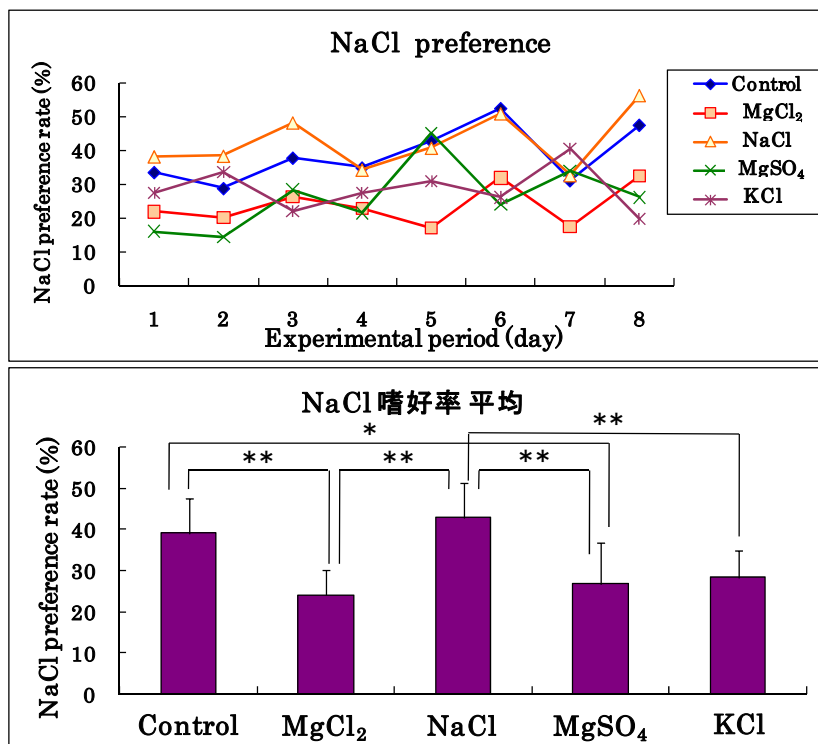 NaCl preference
NaCl preference rate (%)
60
50
40
30
20
10
0
1 2 3 4 5 6 7 8
Experimental period (day)
Control
MgCl₂
NaCl
MgSO₄
KCl
NaCl嗜好率 平均
NaCl preference rate (%)
60
50
40
30
20
10
0
* **
** ** **
Control MgCl₂ NaCl MgSO₄ KCl